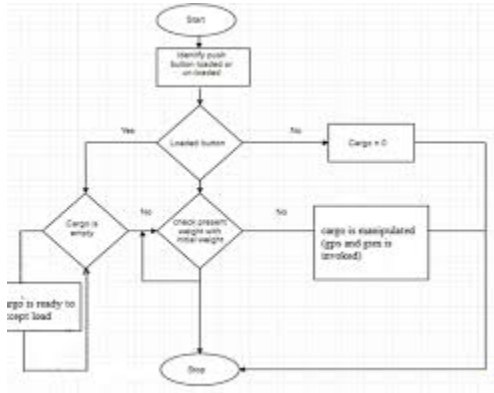 Start
Identify push
button loaded or
un-loaded
Yes
Loaded button
No
Cargo = 0
Cargo is
empty
No
check present
weight with
initial weight
No
cargo is manipulated
(gps and gsm is
invoked)
argo is ready to
cept load
Stop